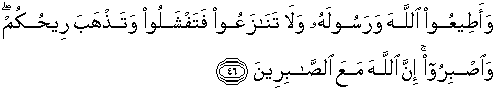 وَأَطِيعُوا۟ ٱللَّهَ وَرَسُولَهُۥ وَلَا تَنَـٰزَعُوا۟ فَتَفْشَلُوا۟ وَتَذْهَبَ رِيحُكُمْ ۖ
وَٱصْبِرُوٓا۟ ۚ إِنَّ ٱللَّهَ مَعَ ٱلصَّـٰبِرِينَ ٤٦